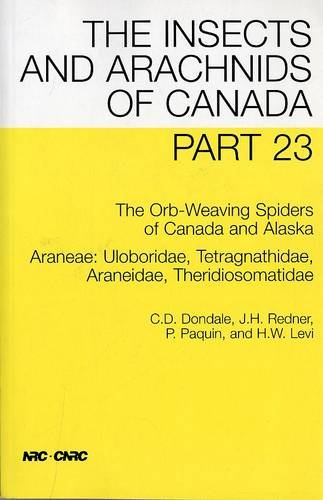 THE INSECTS
AND ARACHNIDS
OF CANADA
PART 23
The Orb-Weaving Spiders
of Canada and Alaska
Araneae: Uloboridae, Tetragnathidae,
Araneidae, Theridiosomatidae
C.D. Dondale, J.H. Redner,
P. Paquin, and H.W. Levi
NRC · CNRC